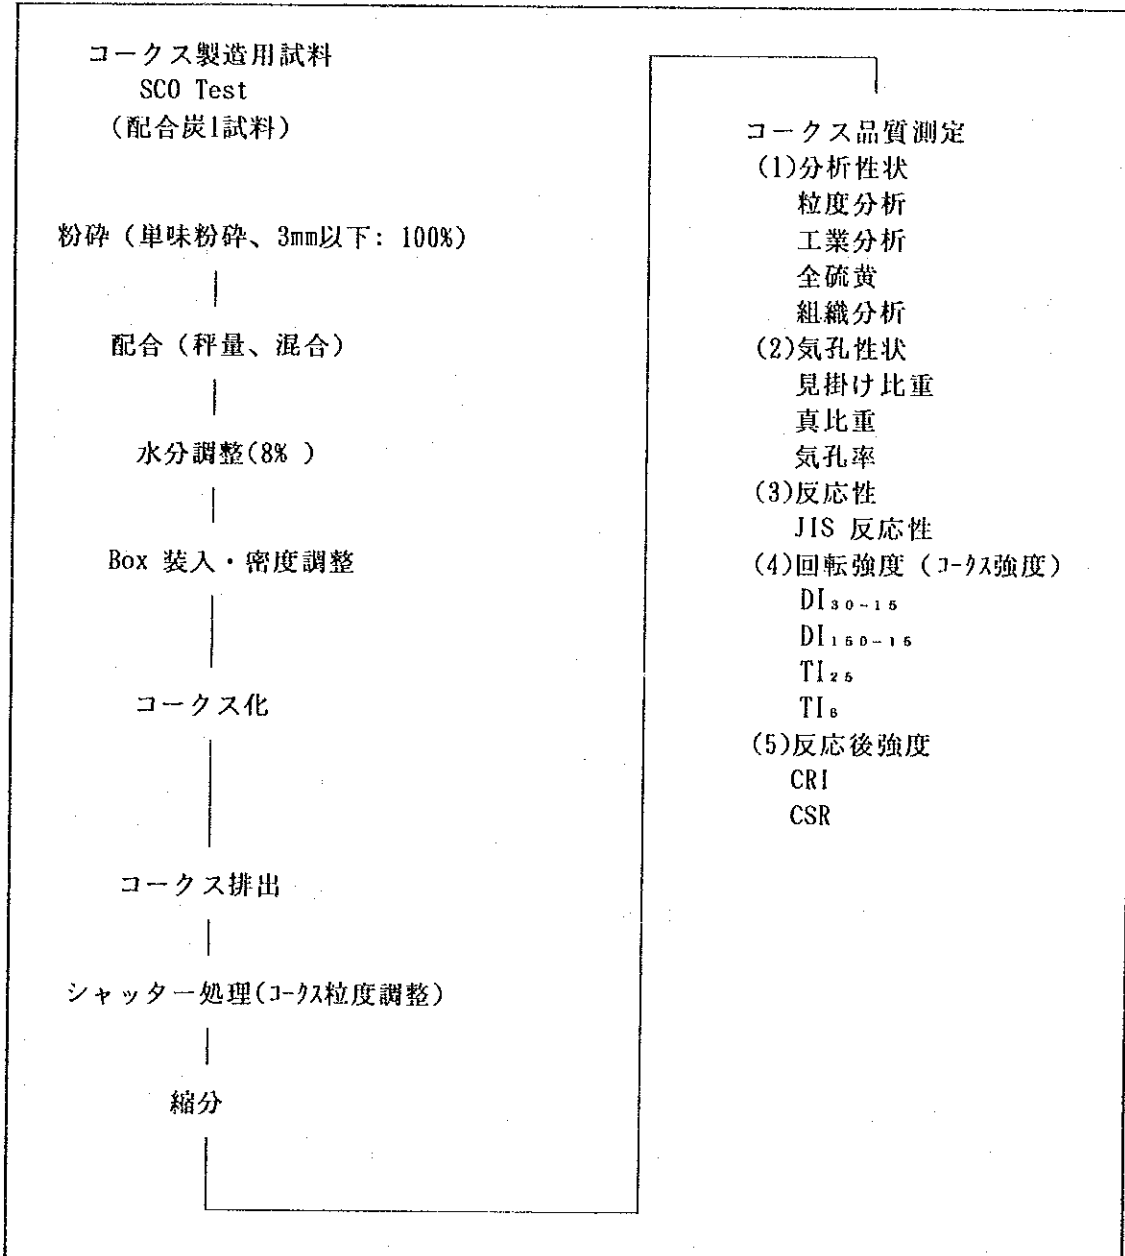 コークス製造用試料
SCO Test
(配合炭1試料)
粉砕 (単味粉砕、3mm以下: 100%)
配合 (秤量、混合)
水分調整(8% )
Box 装入・密度調整
コークス化
コークス排出
シャッター処理(コークス粒度調整)
縮分
コークス品質測定
(1)分析性状
粒度分析
工業分析
全硫黄
組織分析
(2)気孔性状
見掛け比重
真比重
気孔率
(3)反応性
JIS 反応性
(4)回転強度 (コークス強度)
DI30-15
DI150-15
TI25
TI6
(5)反応後強度
CRI
CSR